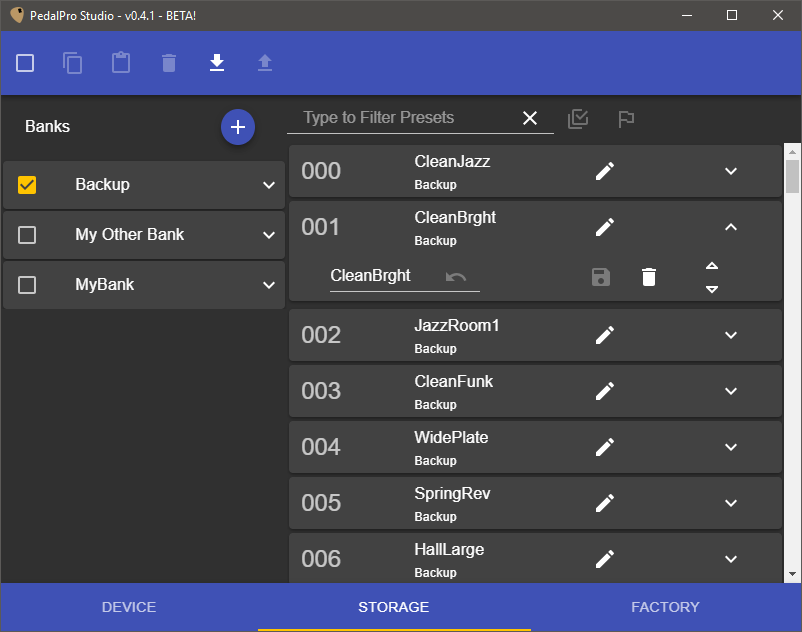 PedalPro Studio - v0.4.1 - BETA!
Banks
Type to Filter Presets
Backup
My Other Bank
MyBank
000
CleanJazz
Backup
001
CleanBrght
Backup
CleanBrght
002
JazzRoom1
Backup
003
CleanFunk
Backup
004
WidePlate
Backup
005
SpringRev
Backup
006
HallLarge
Backup
DEVICE
STORAGE
FACTORY